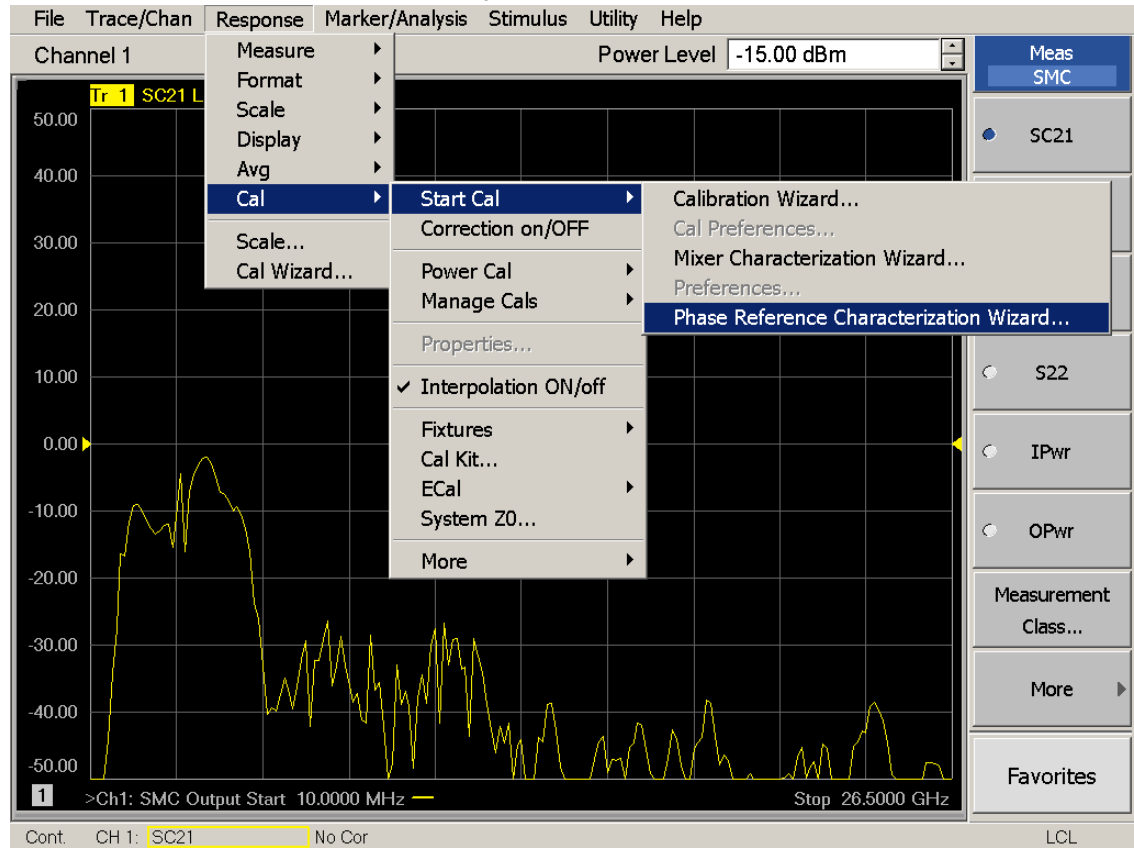 File Trace/Chan Response Marker/Analysis Stimulus Utility Help
Channel 1
Power Level -15.00 dBm
Tr 1 SC21 L
50.00
40.00
30.00
20.00
10.00
0.00
-10.00
-20.00
-30.00
-40.00
-50.00
Measure
Format
Scale
Display
Avg
Cal
Scale...
Cal Wizard...
Start Cal
Correction on/OFF
Power Cal
Manage Cals
Properties...
Interpolation ON/off
Fixtures
Cal Kit...
ECal
System Z0...
More
Calibration Wizard...
Cal Preferences...
Mixer Characterization Wizard...
Preferences...
Phase Reference Characterization Wizard...
Meas
SMC
SC21
S22
IPwr
OPwr
Measurement
Class...
More
Favorites
1 >Ch1: SMC Output Start 10.0000 MHz Stop 26.5000 GHz
Cont. CH 1: SC21 No Cor LCL